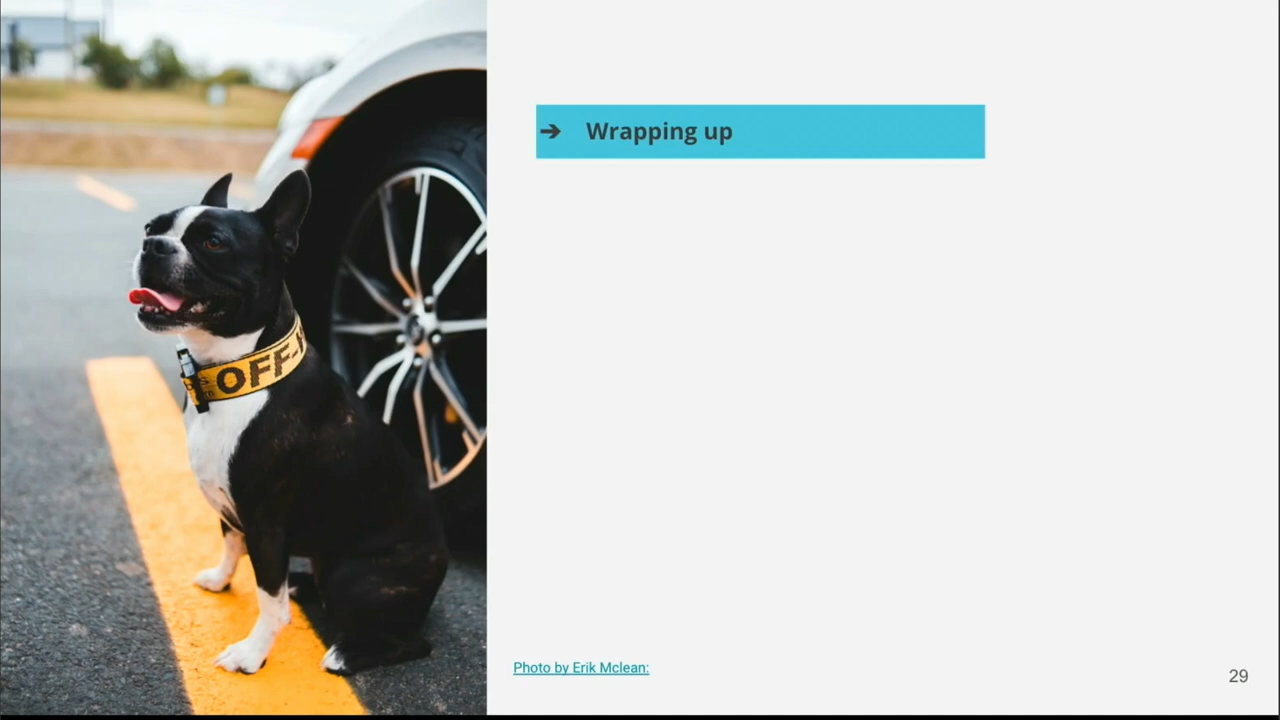 ➔ Wrapping up
OFF-
Photo by Erik Mclean:
29